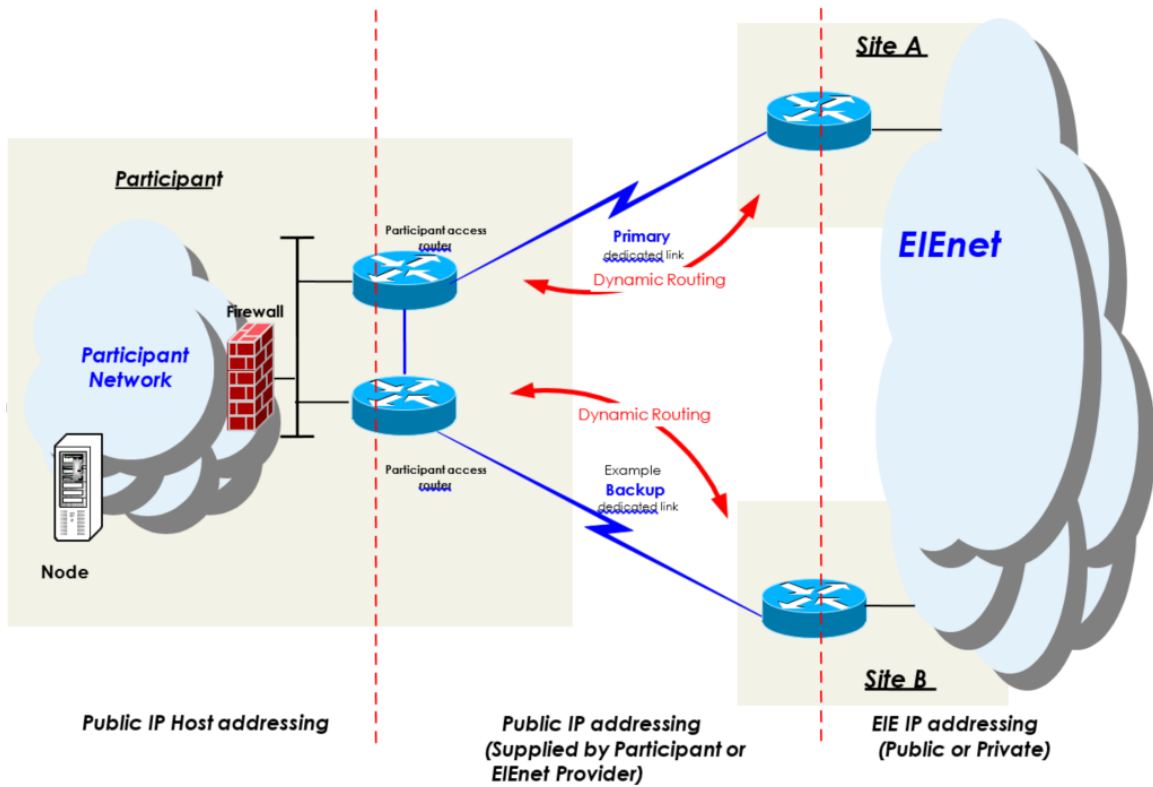 Site A
Participant
Participant access
router
Primary
dedicated link
Dynamic Routing
EIEnet
Firewall
Participant
Network
Dynamic Routing
Participant access
router
Example
Backup
dedicated link
Node
Site B
Public IP Host addressing
Public IP addressing
(Supplied by Participant or
EIEnet Provider)
EIE IP addressing
(Public or Private)